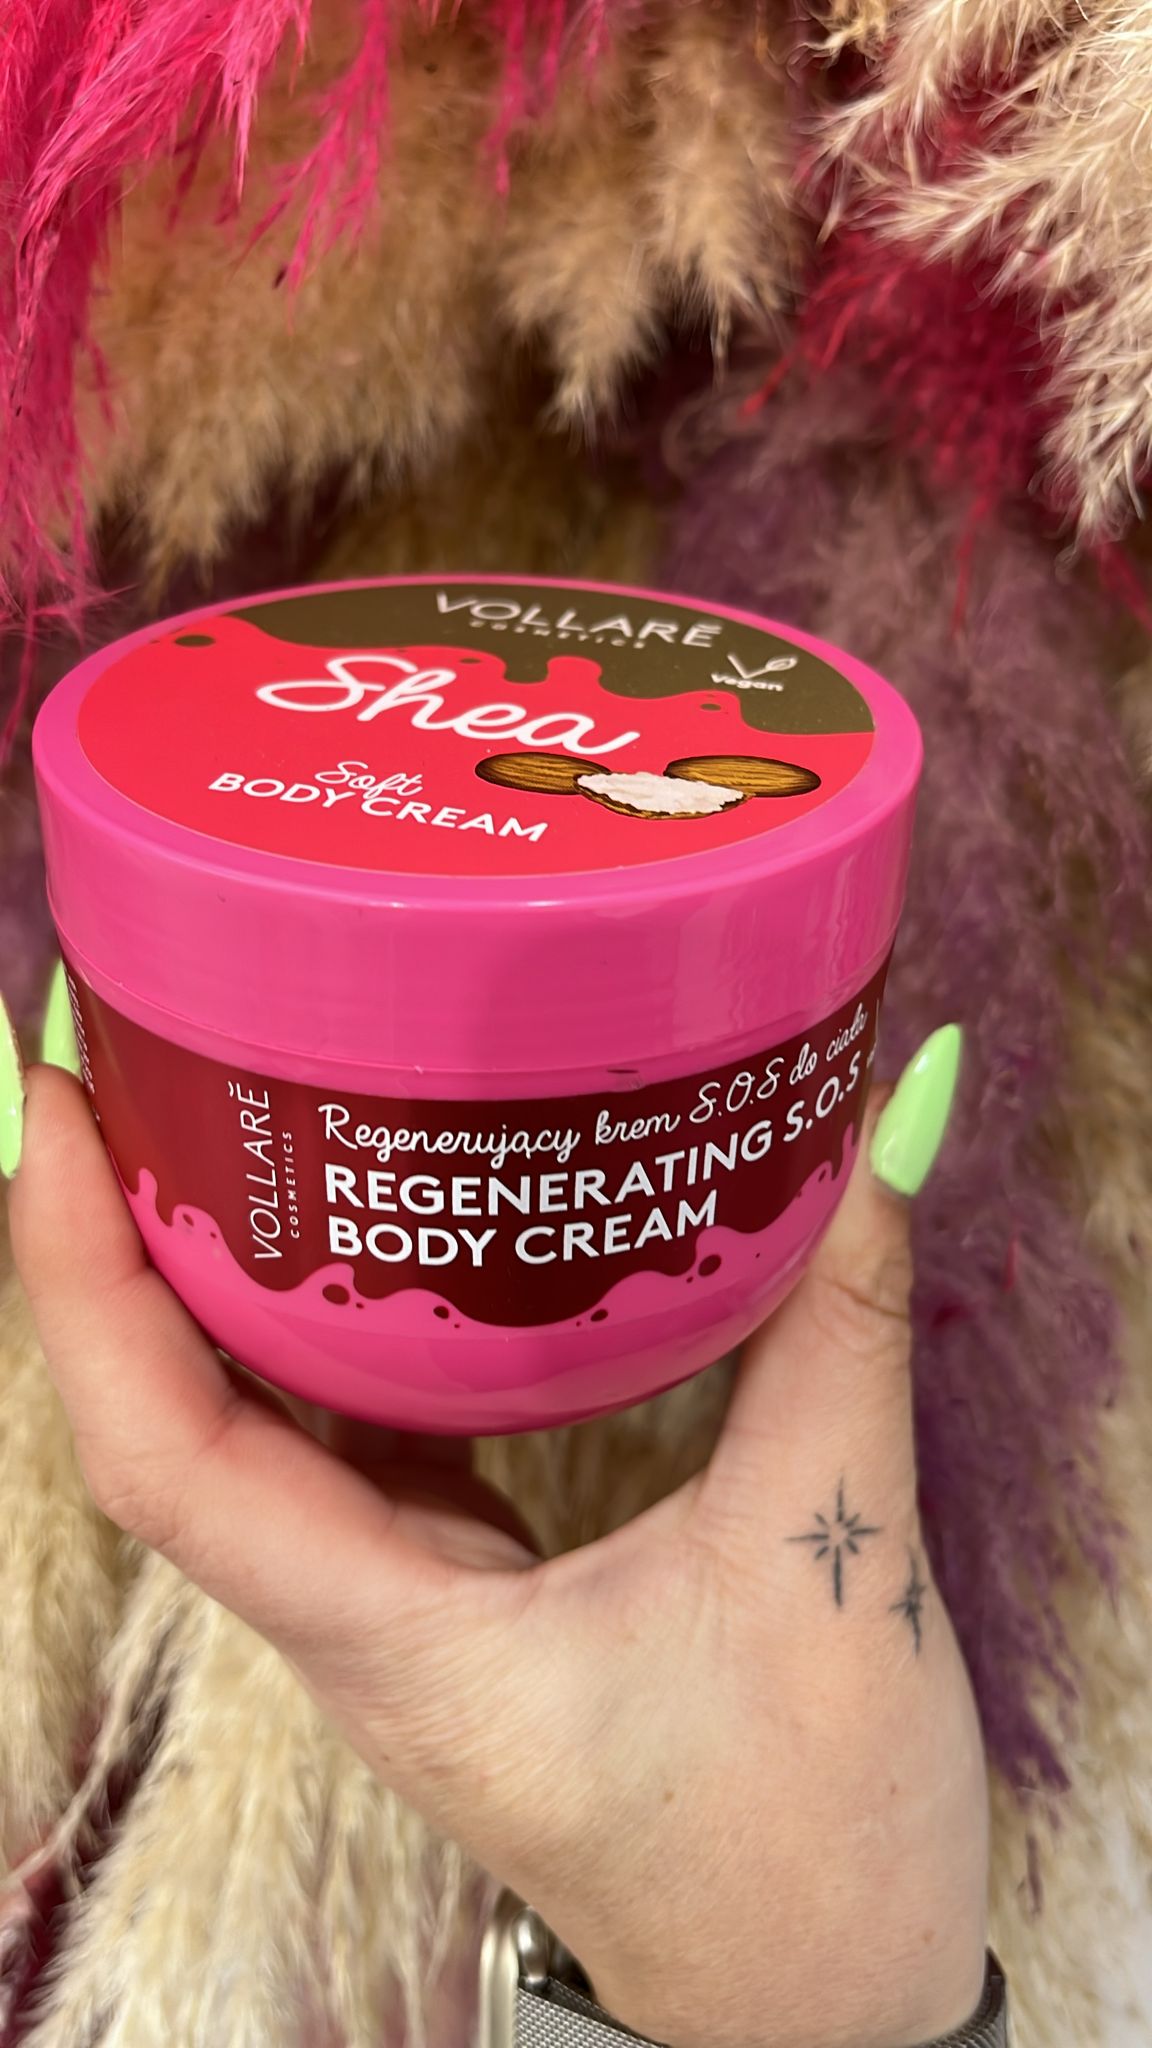 VOLLARÉ
COSMETICS
Vegan
Shea
Soft
BODY CREAM
VOLLARÉ
COSMETICS
Regenerujący krem S.O.S do ciała
REGENERATING S.O.S
BODY CREAM